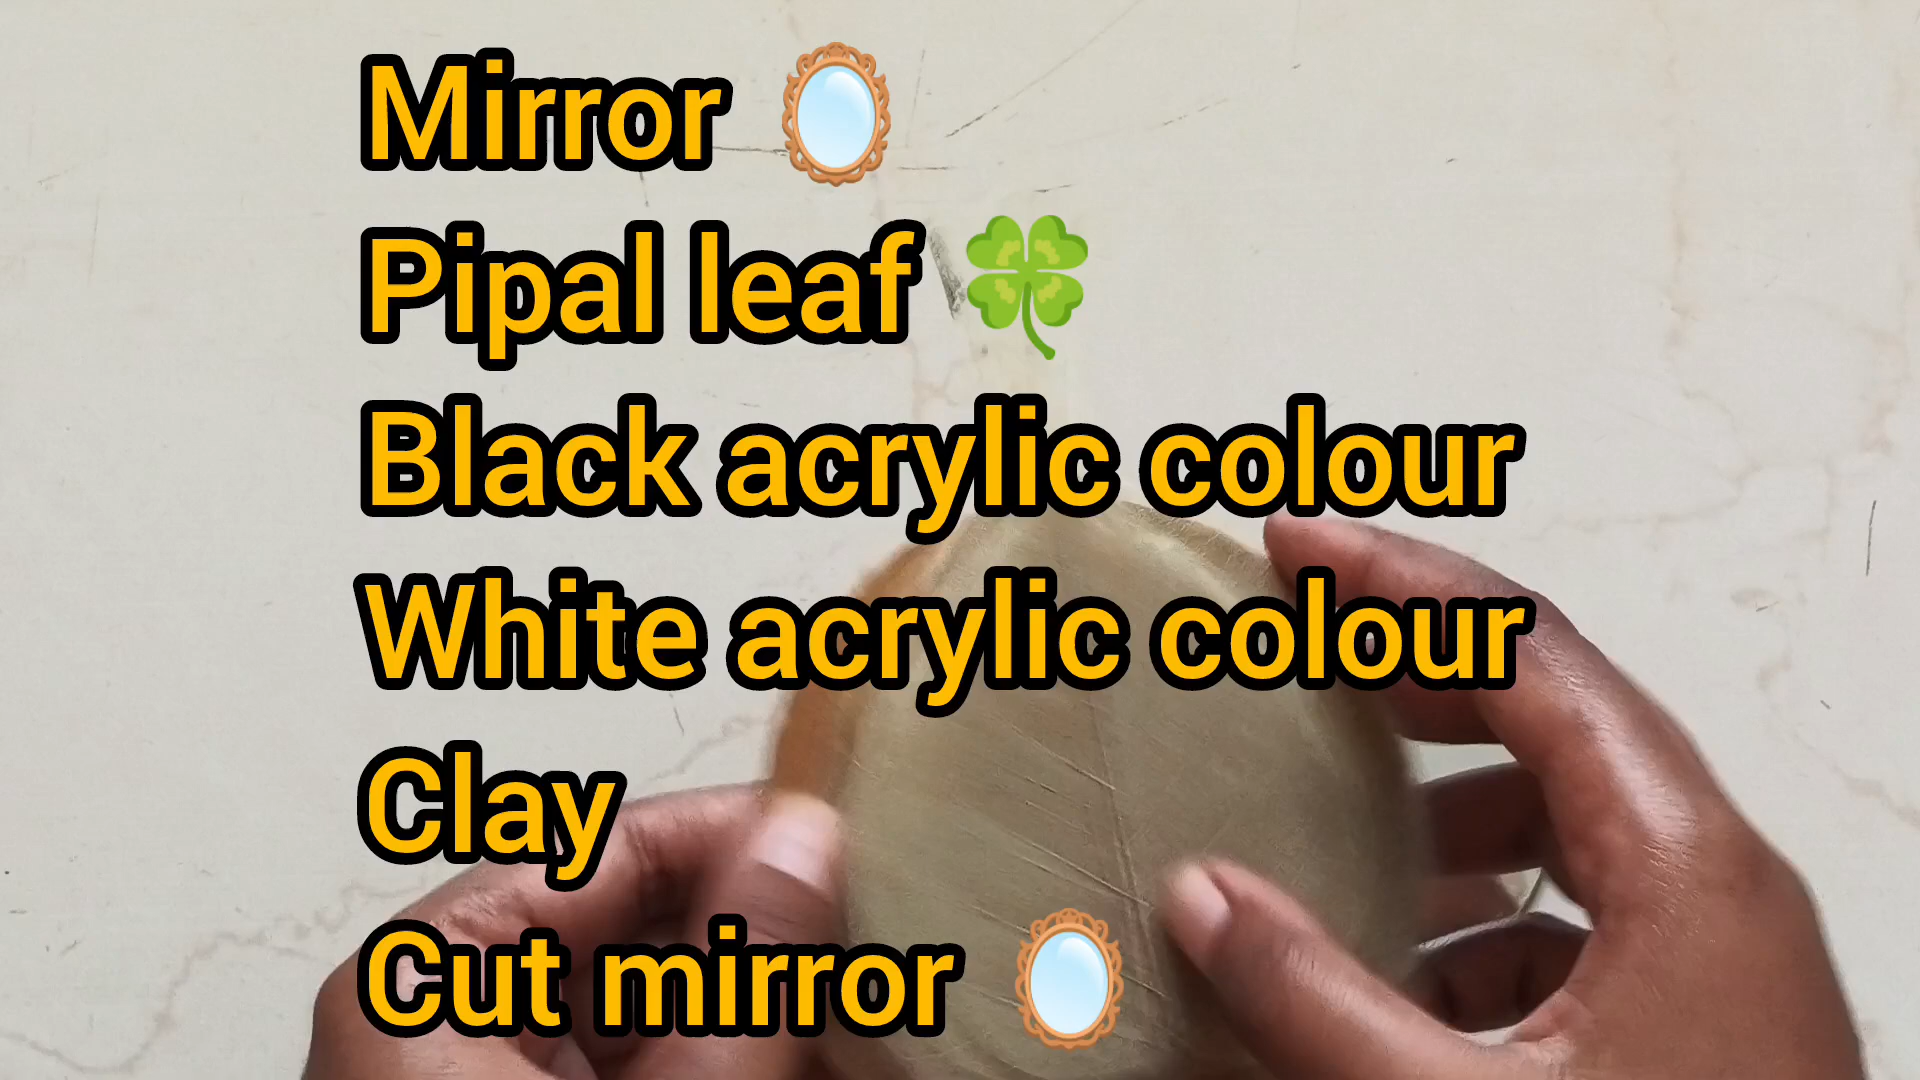 Mirror 🪞
Pipal leaf 🍀
Black acrylic colour
White acrylic colour
Clay
Cut mirror 🪞